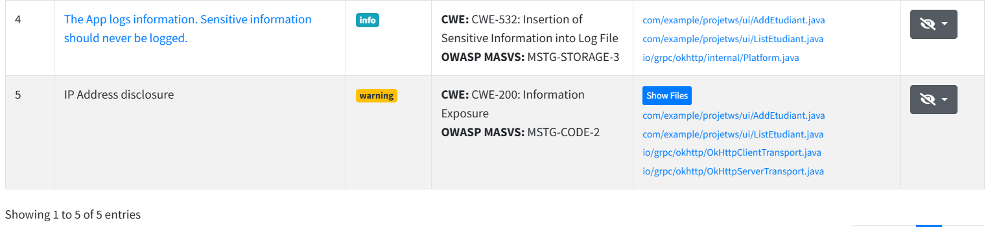 4
The App logs information. Sensitive information
should never be logged.
info
CWE: CWE-532: Insertion of
Sensitive Information into Log File
OWASP MASVS: MSTG-STORAGE-3
com/example/projetws/ui/AddEtudiant.java
com/example/projetws/ui/ListEtudiant.java
io/grpc/okhttp/internal/Platform.java
5
IP Address disclosure
warning
CWE: CWE-200: Information
Exposure
OWASP MASVS: MSTG-CODE-2
Show Files
com/example/projetws/ui/AddEtudiant.java
com/example/projetws/ui/ListEtudiant.java
io/grpc/okhttp/OkHttpClientTransport.java
io/grpc/okhttp/OkHttpServerTransport.java
Showing 1 to 5 of 5 entries